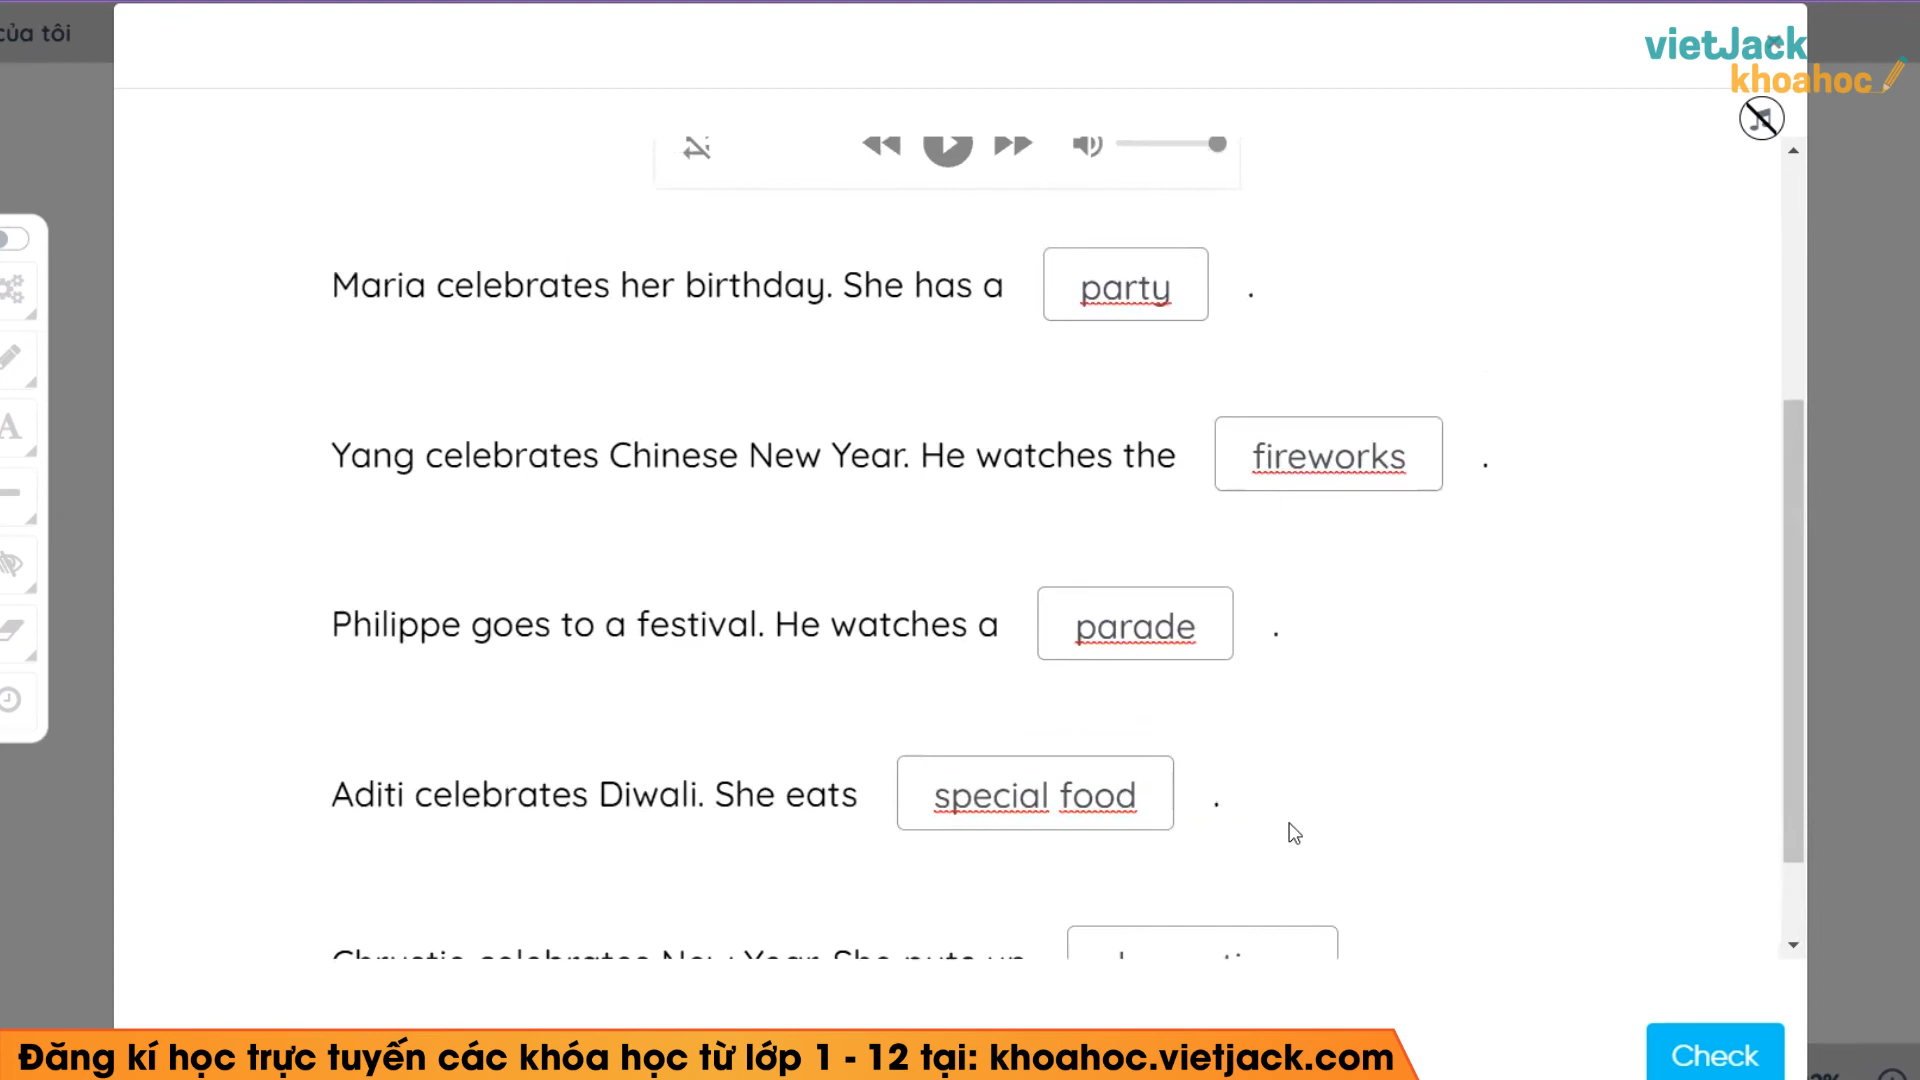 của tôi
vietJack
khoahoc
Maria celebrates her birthday. She has a party .
Yang celebrates Chinese New Year. He watches the fireworks .
Philippe goes to a festival. He watches a parade .
Aditi celebrates Diwali. She eats special food .
A
Check
Đăng kí học trực tuyến các khóa học từ lớp 1 - 12 tại: khoahoc.vietjack.com